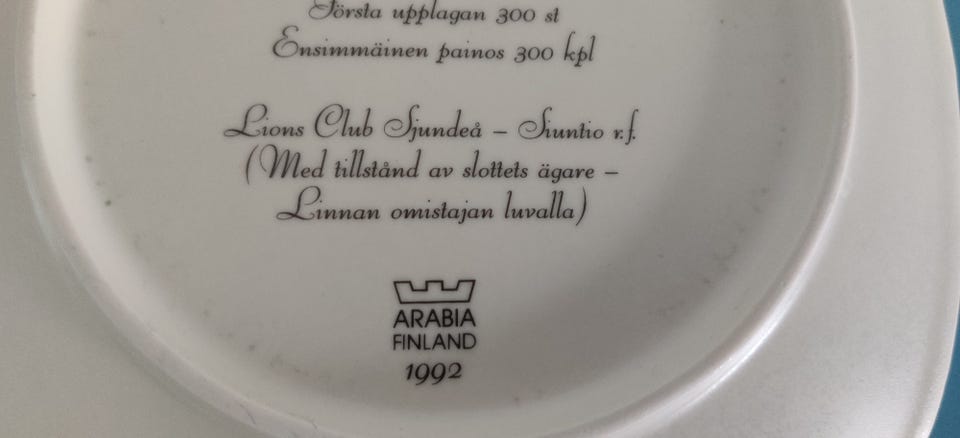 Första upplagan 300 st
Ensimmäinen painos 300 kpl
Lions Club Sjundeå – Siuntio r.f.
(Med tillstånd av slottets ägare –
Linnan omistajan luvalla)
ARABIA
FINLAND
1992